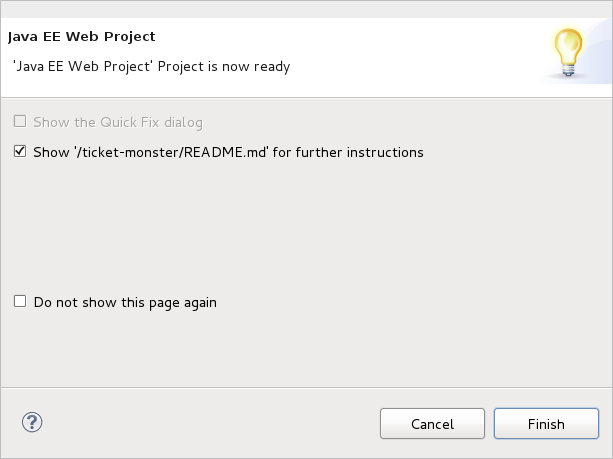 Java EE Web Project
'Java EE Web Project' Project is now ready
Show the Quick Fix dialog
Show '/ticket-monster/README.md' for further instructions
Do not show this page again
?
Cancel
Finish